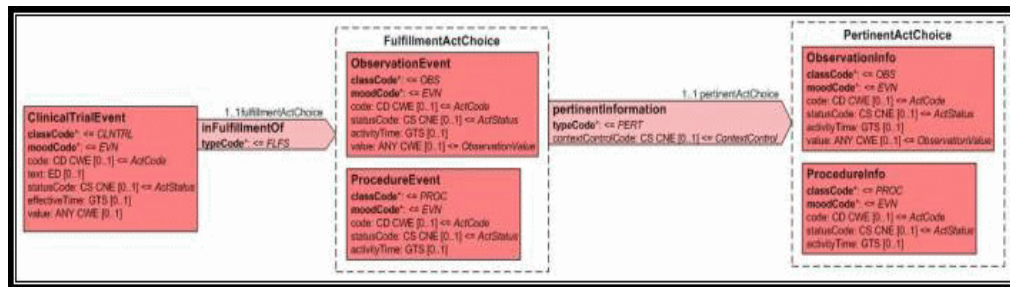 ClinicalTrialEvent
classCode*: <= CLNTRL
moodCode*: <= EVN
code: CD CWE [0..1] <= ActCode
text: ED [0..1]
statusCode: CS CNE [0..1] <= ActStatus
effectiveTime: GTS [0..1]
value: ANY CWE [0..1]
1..1 fulfillmentActChoice
inFulfillmentOf
typeCode*: <= FLFS
FulfillmentActChoice
ObservationEvent
classCode*: <= OBS
moodCode*: <= EVN
code: CD CWE [0..1] <= ActCode
statusCode: CS CNE [0..1] <= ActStatus
activityTime: GTS [0..1]
value: ANY CWE [0..1] <= ObservationValue
ProcedureEvent
classCode*: <= PROC
moodCode*: <= EVN
code: CD CWE [0..1] <= ActCode
statusCode: CS CNE [0..1] <= ActStatus
activityTime: GTS [0..1]
1..1 pertinentActChoice
pertinentInformation
typeCode*: <= PERT
contextControlCode: CS CNE [0..1] <= ContextControl
PertinentActChoice
ObservationInfo
classCode*: <= OBS
moodCode*: <= EVN
code: CD CWE [0..1] <= ActCode
statusCode: CS CNE [0..1] <= ActStatus
activityTime: GTS [0..1]
value: ANY CWE [0..1] <= ObservationValue
ProcedureInfo
classCode*: <= PROC
moodCode*: <= EVN
code: CD CWE [0..1] <= ActCode
statusCode: CS CNE [0..1] <= ActStatus
activityTime: GTS [0..1]